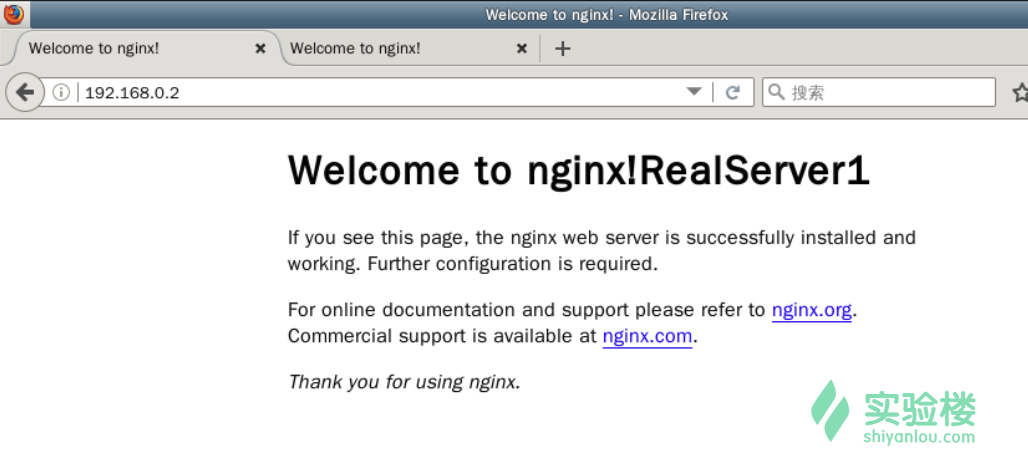 Welcome to nginx! - Mozilla Firefox
Welcome to nginx!
Welcome to nginx!
192.168.0.2
搜索
Welcome to nginx!RealServer1
If you see this page, the nginx web server is successfully installed and
working. Further configuration is required.
For online documentation and support please refer to nginx.org.
Commercial support is available at nginx.com.
Thank you for using nginx.
实验楼
shiyanlou.com